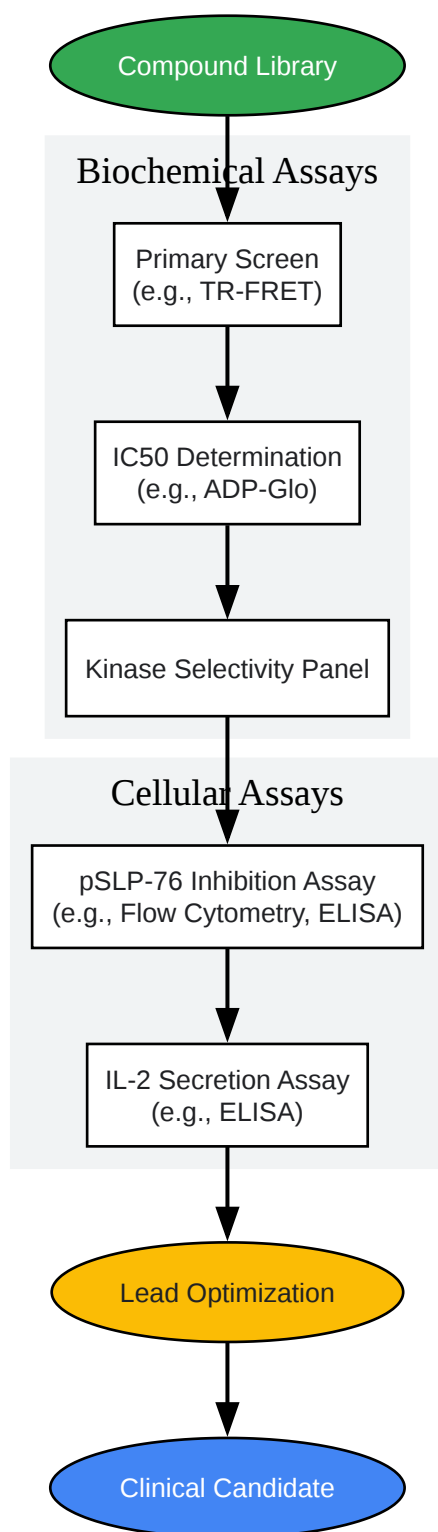 Compound Library
Biochemical Assays
Primary Screen
(e.g., TR-FRET)
IC50 Determination
(e.g., ADP-Glo)
Kinase Selectivity Panel
Cellular Assays
pSLP-76 Inhibition Assay
(e.g., Flow Cytometry, ELISA)
IL-2 Secretion Assay
(e.g., ELISA)
Lead Optimization
Clinical Candidate